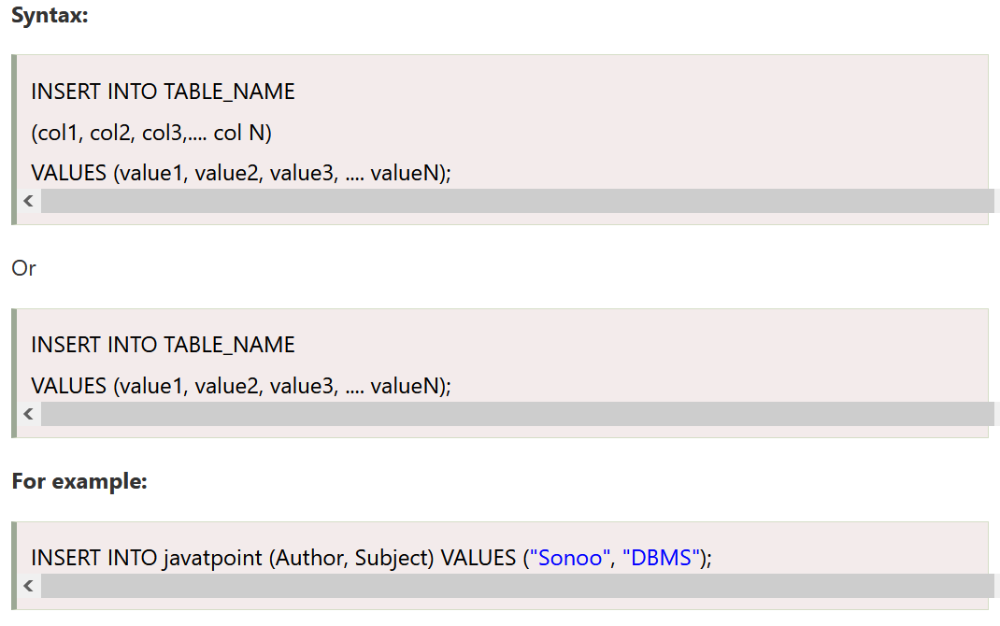 Syntax:
INSERT INTO TABLE_NAME
(col1, col2, col3,.... col N)
VALUES (value1, value2, value3, .... valueN);
Or
INSERT INTO TABLE_NAME
VALUES (value1, value2, value3, .... valueN);
For example:
INSERT INTO javatpoint (Author, Subject) VALUES ("Sonoo", "DBMS");